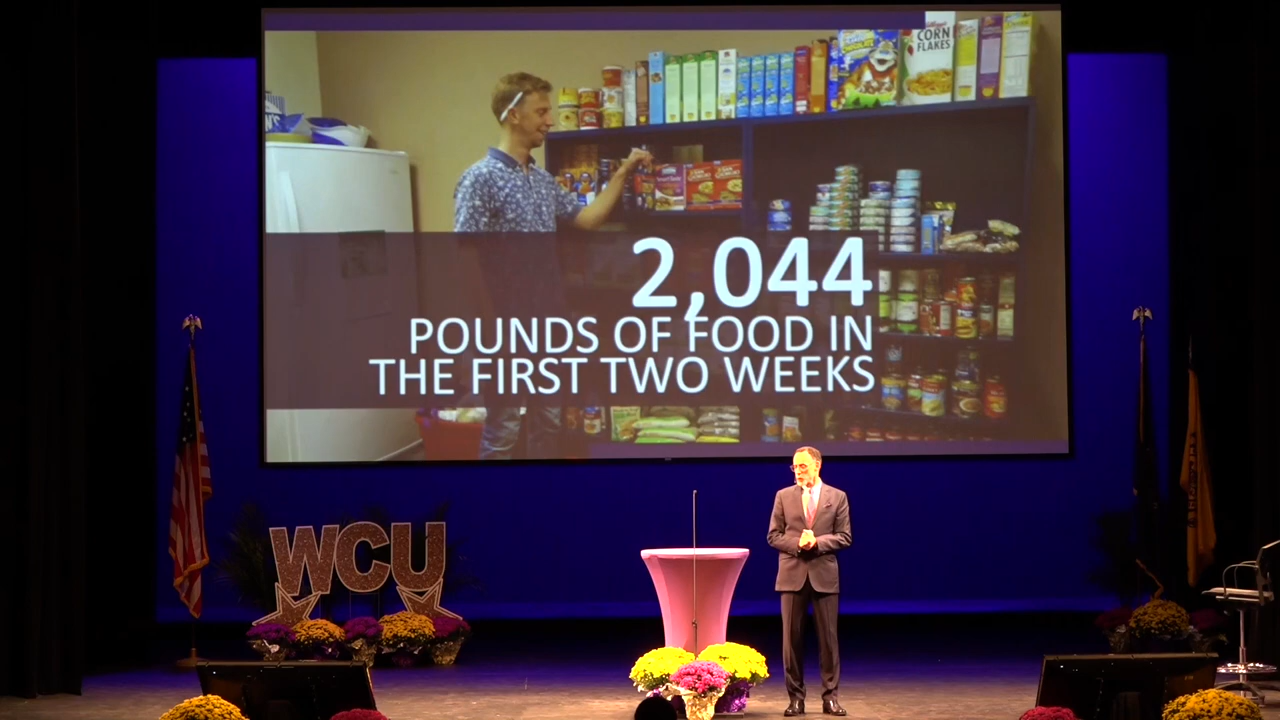 CORN
FLAKES
2,044
POUNDS OF FOOD IN
THE FIRST TWO WEEKS
WCU